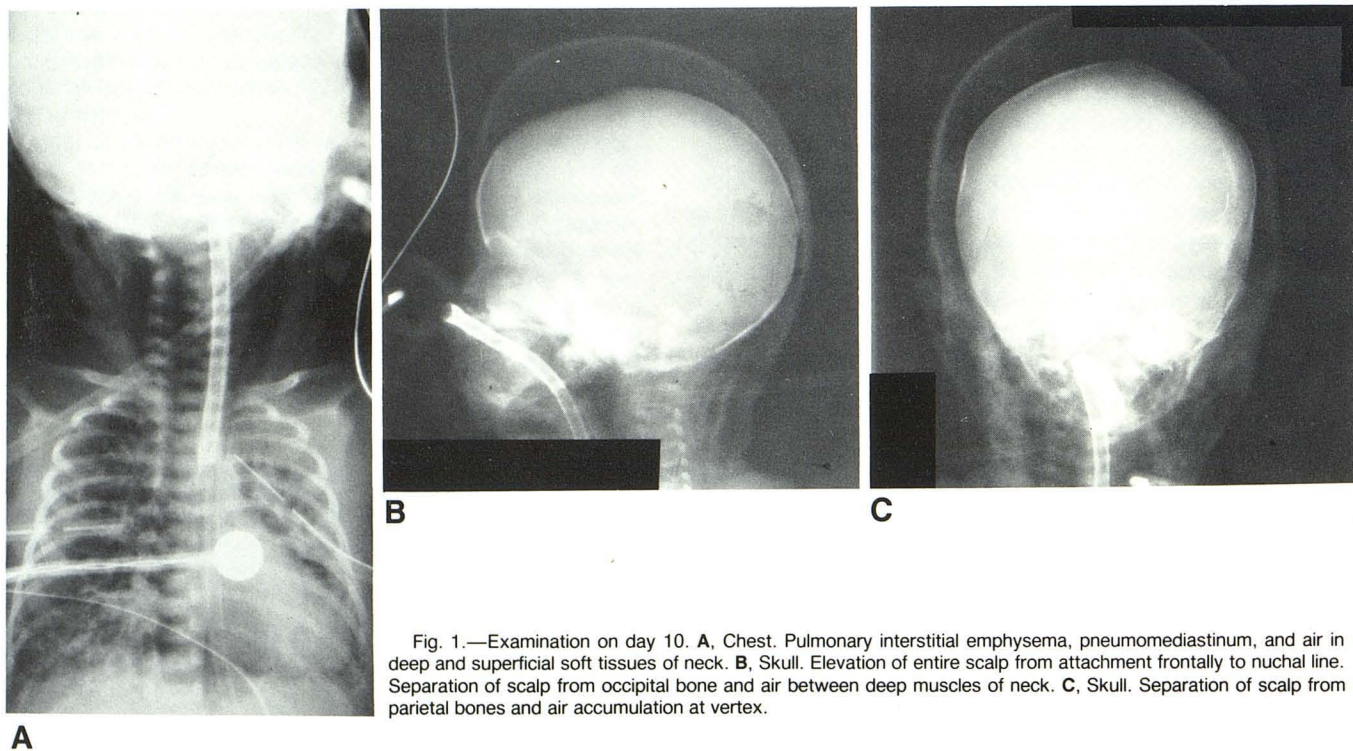 A
B
C
Fig. 1.—Examination on day 10. A, Chest. Pulmonary interstitial emphysema, pneumomediastinum, and air in
deep and superficial soft tissues of neck. B, Skull. Elevation of entire scalp from attachment frontally to nuchal line.
Separation of scalp from occipital bone and air between deep muscles of neck. C, Skull. Separation of scalp from
parietal bones and air accumulation at vertex.